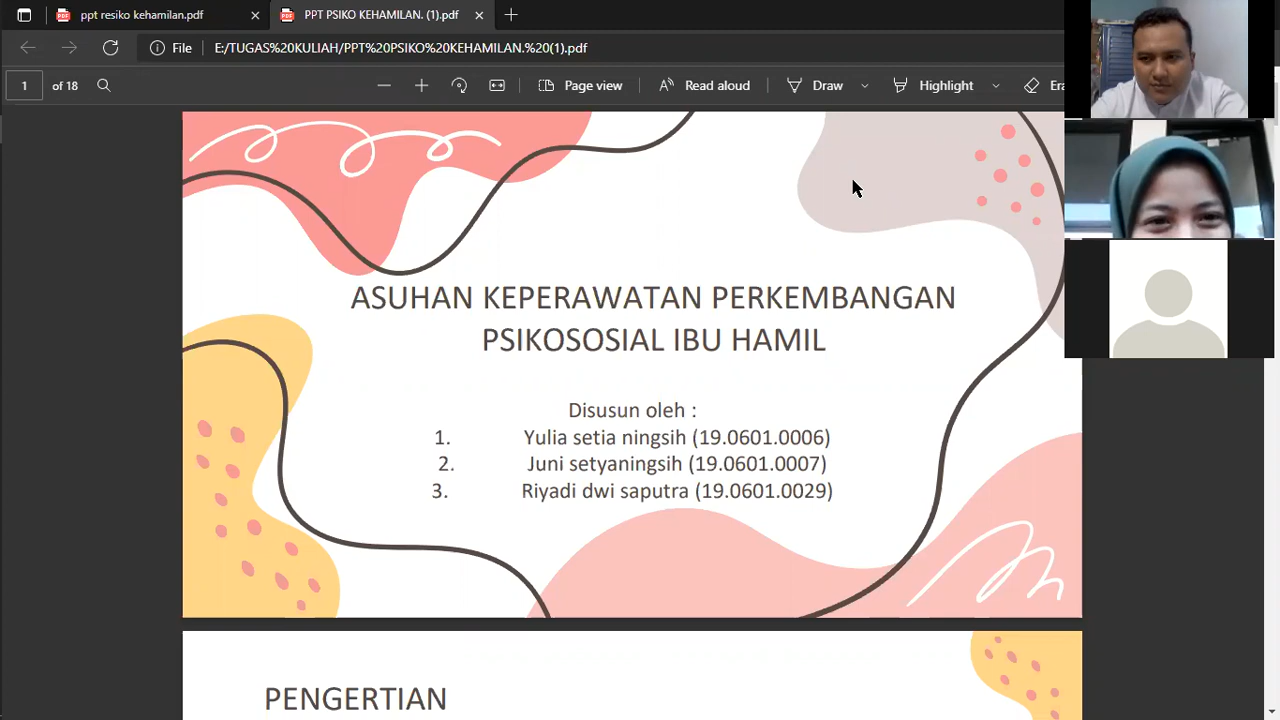 ppt resiko kehamilan.pdf
PPT PSIKO KEHAMILAN. (1).pdf
File
E:/TUGAS%20KULIAH/PPT%20PSIKO%20KEHAMILAN.%20(1).pdf
1 of 18
Page view
Read aloud
Draw
Highlight
Era
ASUHAN KEPERAWATAN PERKEMBANGAN
PSIKOSOSIAL IBU HAMIL
Disusun oleh :
1. Yulia setia ningsih (19.0601.0006)
2. Juni setyaningsih (19.0601.0007)
3. Riyadi dwi saputra (19.0601.0029)
PENGERTIAN